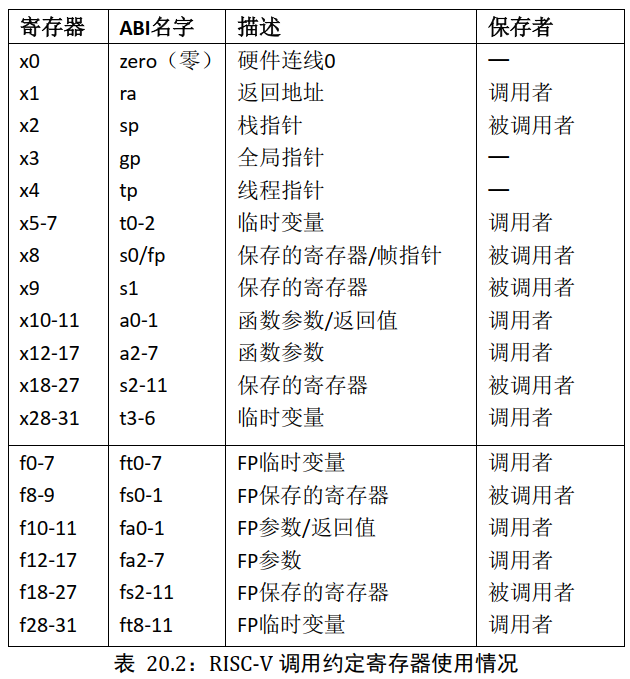 寄存器 ABI名字 描述 保存者
x0 zero（零） 硬件连线0 —
x1 ra 返回地址 调用者
x2 sp 栈指针 被调用者
x3 gp 全局指针 —
x4 tp 线程指针 —
x5-7 t0-2 临时变量 调用者
x8 s0/fp 保存的寄存器/帧指针 被调用者
x9 s1 保存的寄存器 被调用者
x10-11 a0-1 函数参数/返回值 调用者
x12-17 a2-7 函数参数 调用者
x18-27 s2-11 保存的寄存器 被调用者
x28-31 t3-6 临时变量 调用者
f0-7 ft0-7 FP临时变量 调用者
f8-9 fs0-1 FP保存的寄存器 被调用者
f10-11 fa0-1 FP参数/返回值 调用者
f12-17 fa2-7 FP参数 调用者
f18-27 fs2-11 FP保存的寄存器 被调用者
f28-31 ft8-11 FP临时变量 调用者
表 20.2：RISC-V 调用约定寄存器使用情况